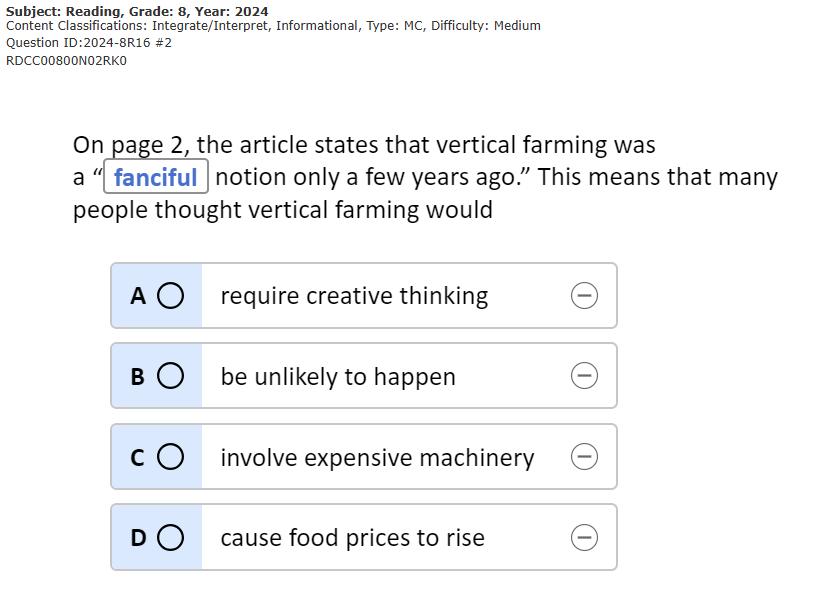 Subject: Reading, Grade: 8, Year: 2024
Content Classifications: Integrate/Interpret, Informational, Type: MC, Difficulty: Medium
Question ID:2024-8R16 #2
RDCC00800N02RK0
On page 2, the article states that vertical farming was
a “fanciful notion only a few years ago.” This means that many
people thought vertical farming would
A require creative thinking
B be unlikely to happen
C involve expensive machinery
D cause food prices to rise